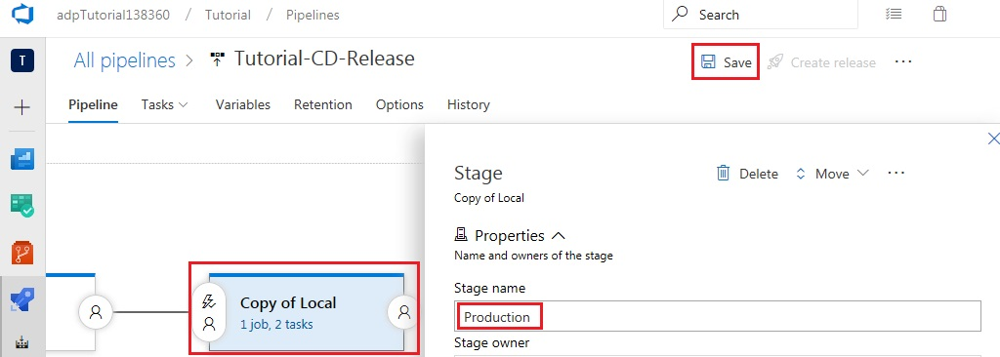 adpTutorial138360 / Tutorial / Pipelines
Search
T
All pipelines > Tutorial-CD-Release
Save
Create release
...
Pipeline Tasks Variables Retention Options History
Stage
Delete Move ...
Copy of Local
Properties
Name and owners of the stage
Stage name
Production
Stage owner
Copy of Local
1 job, 2 tasks